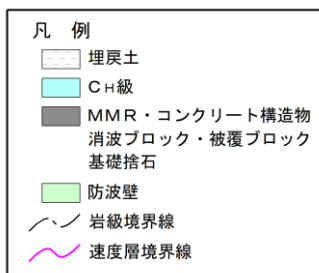 凡　例
埋戻土
CH級
MMR・コンクリート構造物
消波ブロック・被覆ブロック
基礎捨石
防波壁
岩級境界線
速度層境界線